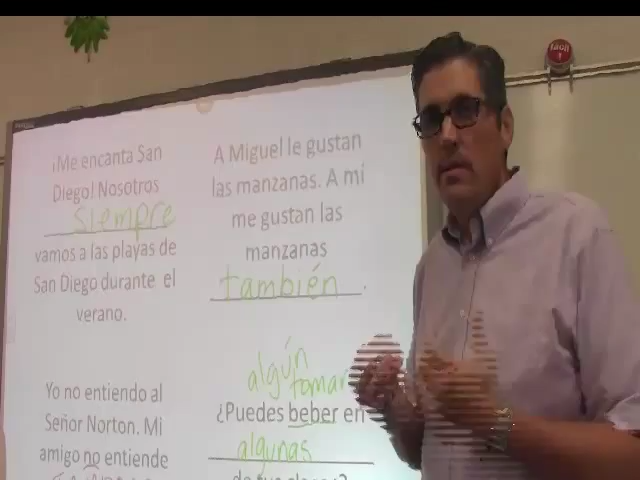 ¡Me encanta San
Diego! Nosotros
siempre
vamos a las playas de
San Diego durante el
verano.
A Miguel le gustan
las manzanas. A mi
me gustan las
manzanas
también.
Yo no entiendo al
Señor Norton. Mi
amigo no entiende
algún
tomar
¿Puedes beber en
algunas
fácil